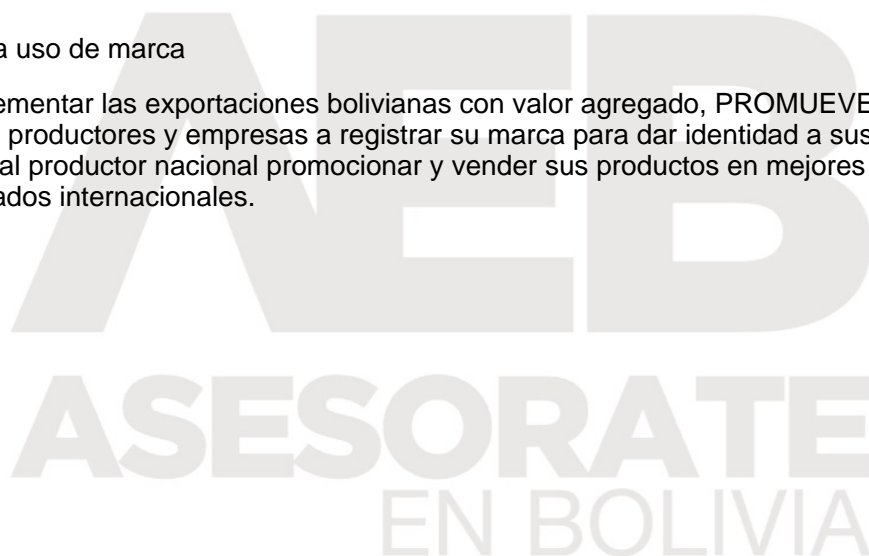 a uso de marca
ementar las exportaciones bolivianas con valor agregado, PROMUEVE
productores y empresas a registrar su marca para dar identidad a sus
al productor nacional promocionar y vender sus productos en mejores
ados internacionales.
AEB
ASESORATE
EN BOLIVIA